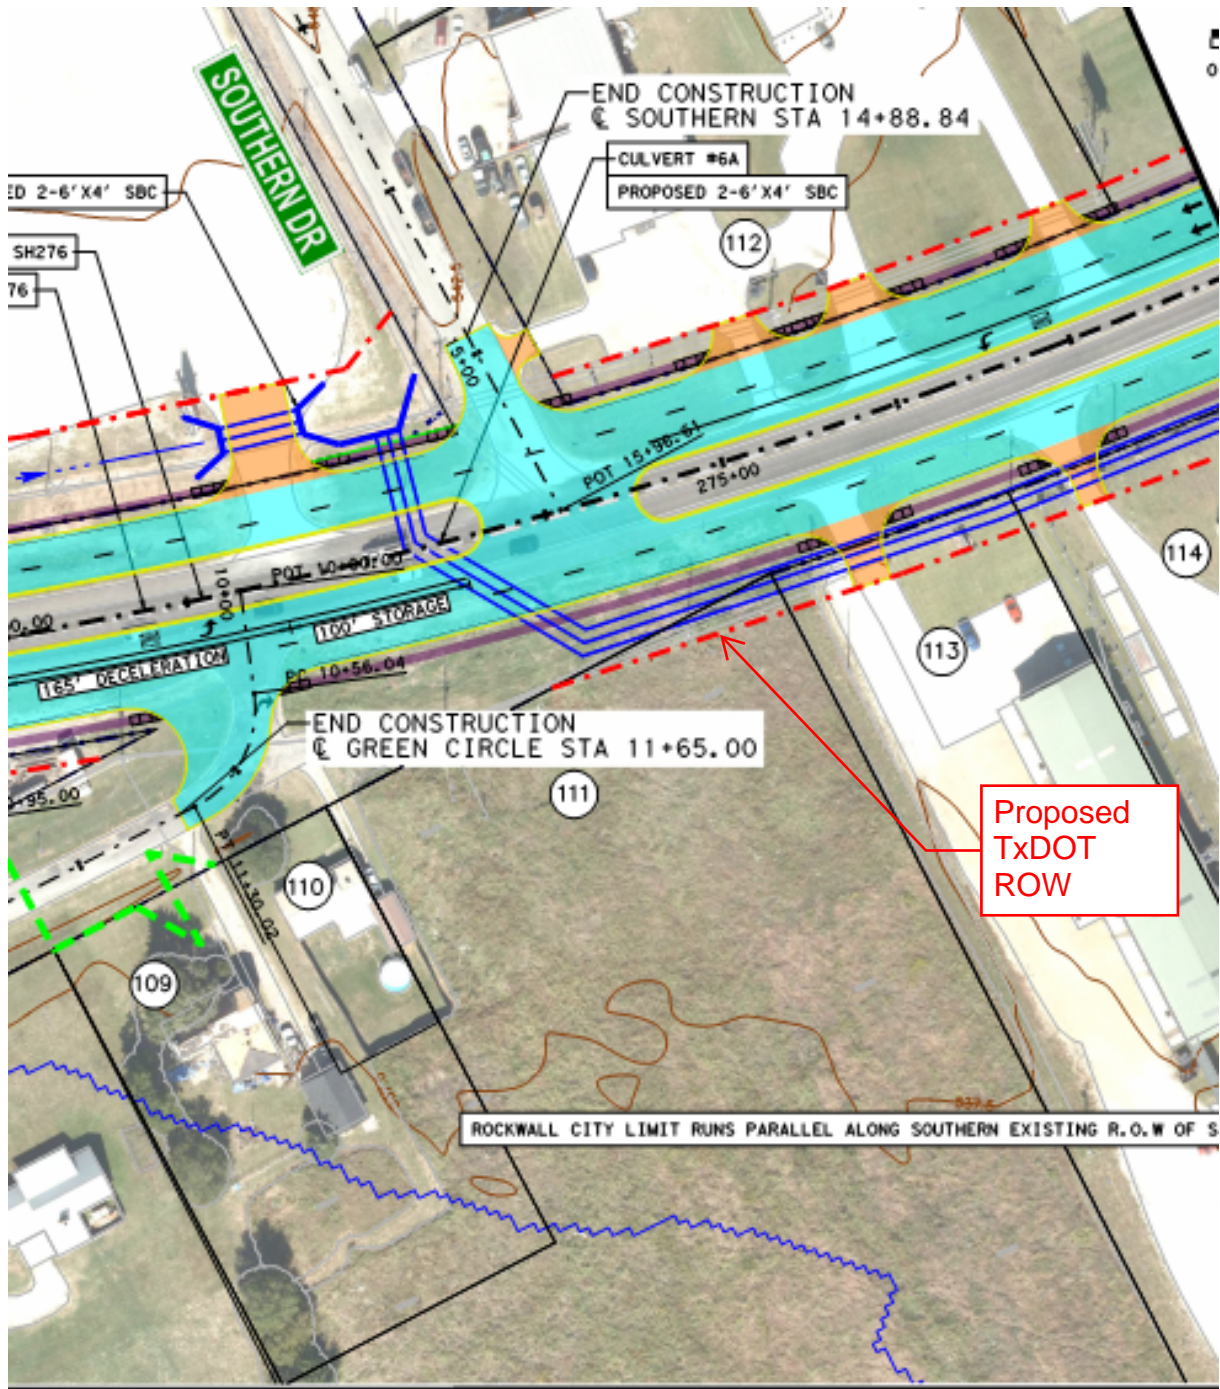 SOUTHERN DR
END CONSTRUCTION
℄ SOUTHERN STA 14+88.84
CULVERT #6A
PROPOSED 2-6'X4' SBC
ED 2-6'X4' SBC
112
SH276
76
15+00
POT 15+96.61
275+00
114
10+00
POT 10+00.00
100' STORAGE
00.00
113
165' DECELERATION
PC 10+56.04
END CONSTRUCTION
℄ GREEN CIRCLE STA 11+65.00
111
+95.00
Proposed
TxDOT
ROW
PT 11+30.02
110
109
537.5
ROCKWALL CITY LIMIT RUNS PARALLEL ALONG SOUTHERN EXISTING R.O.W OF S